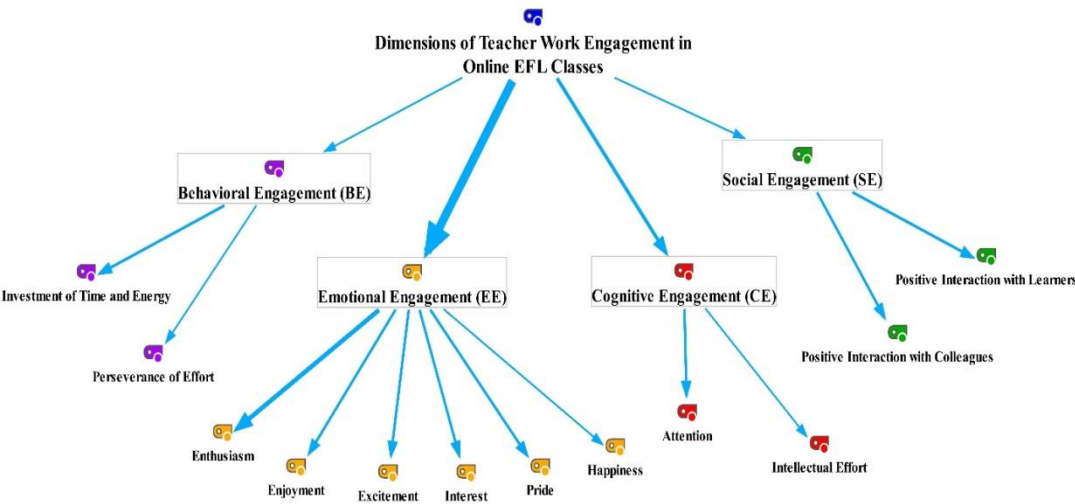 Dimensions of Teacher Work Engagement in
Online EFL Classes
Behavioral Engagement (BE)
Social Engagement (SE)
Investment of Time and Energy
Perseverance of Effort
Emotional Engagement (EE)
Cognitive Engagement (CE)
Positive Interaction with Learners
Positive Interaction with Colleagues
Enthusiasm
Enjoyment
Excitement
Interest
Pride
Happiness
Attention
Intellectual Effort